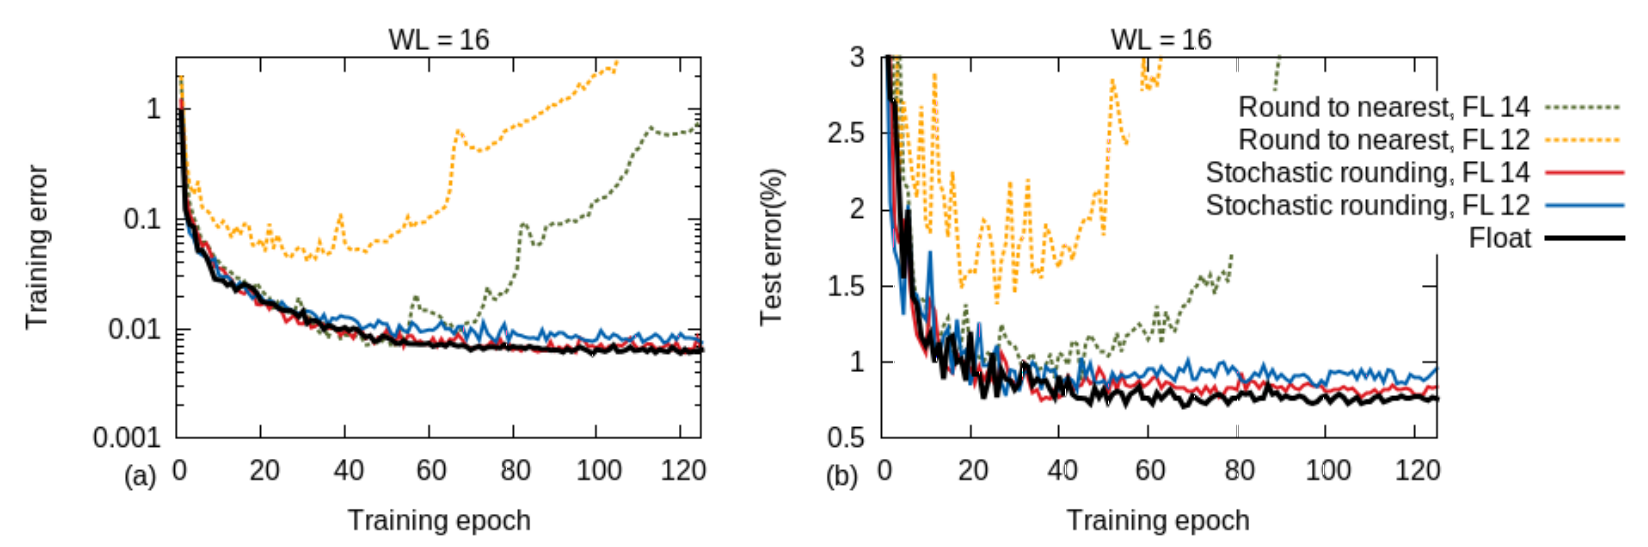 WL = 16
1
0.1
0.01
0.001
Training error
0 20 40 60 80 100 120
(a)
Training epoch
WL = 16
3
2.5
2
1.5
1
0.5
Test error(%)
Round to nearest, FL 14
Round to nearest, FL 12
Stochastic rounding, FL 14
Stochastic rounding, FL 12
Float
0 20 40 60 80 100 120
(b)
Training epoch